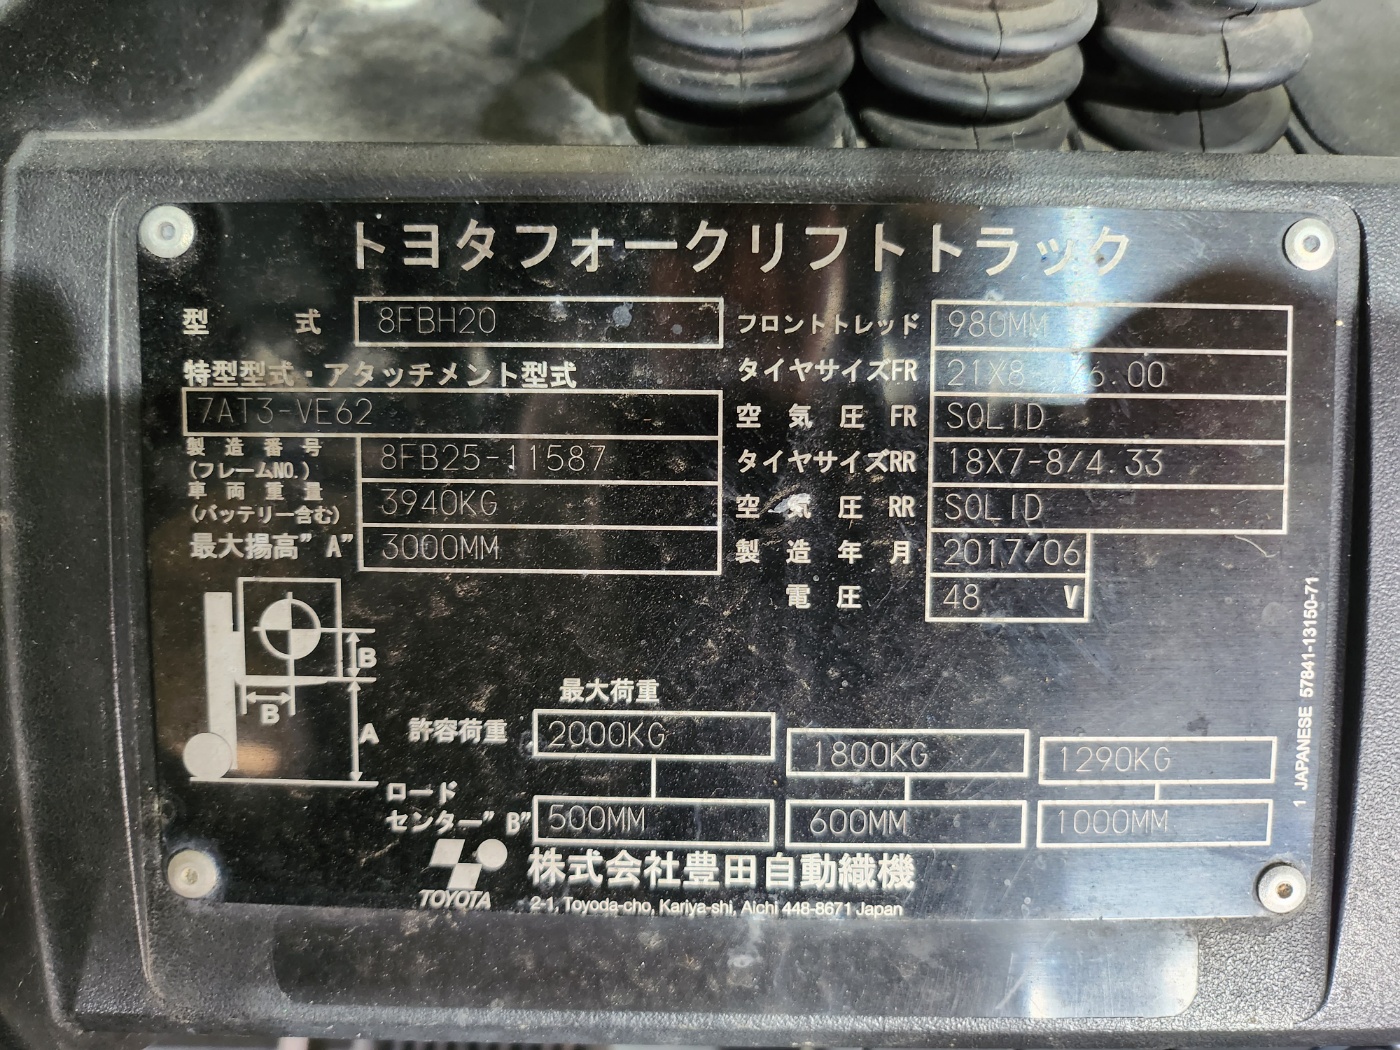 トヨタフォークリフトトラック
型 式 8FBH20
特型型式・アタッチメント型式
7AT3-VE62
製造番号
(フレームNO.) 8FB25-11587
車両重量
(バッテリー含む) 3940KG
最大揚高"A" 3000MM
フロントトレッド 980MM
タイヤサイズFR 21X8 6.00
空気圧 FR SOLID
タイヤサイズRR 18X7-8/4.33
空気圧 RR SOLID
製造年月 2017/06
電圧 48 V
B
B
A
最大荷重
許容荷重 2000KG 1800KG 1290KG
ロード
センター"B" 500MM 600MM 1000MM
TOYOTA
株式会社豊田自動織機
2-1, Toyoda-cho, Kariya-shi, Aichi 448-8671 Japan
1 JAPANESE 57841-13150-71